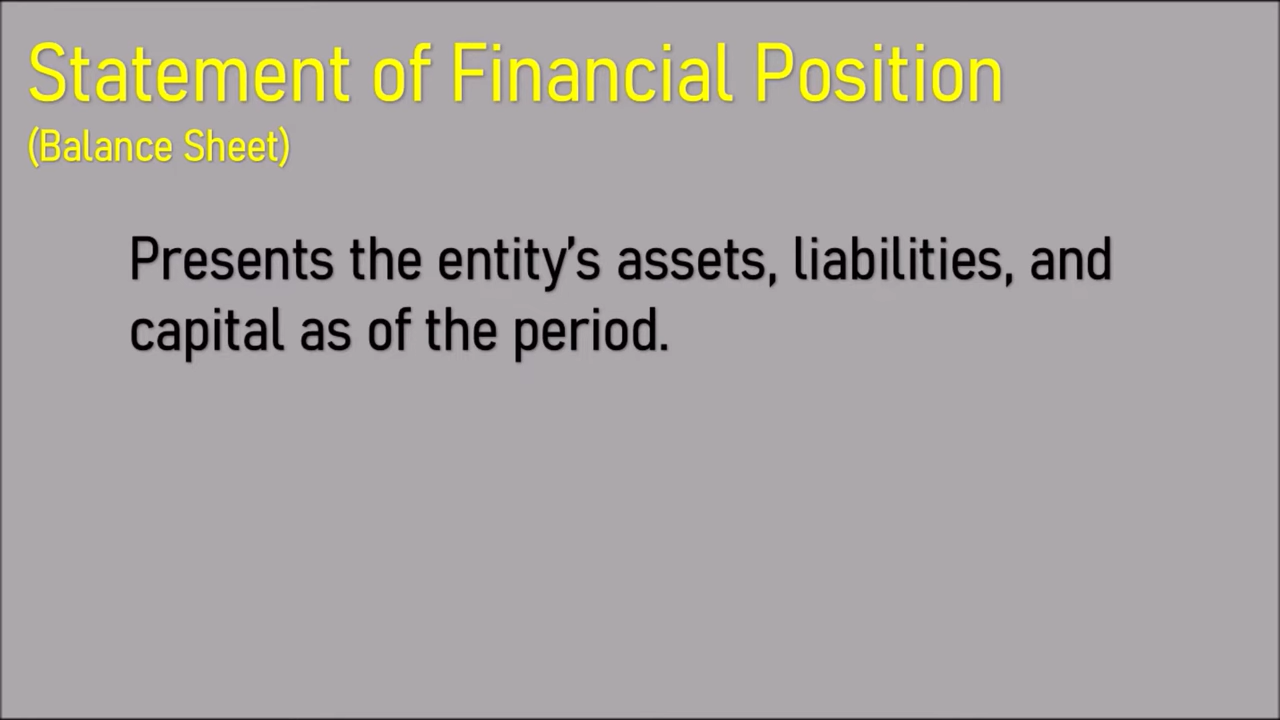 Statement of Financial Position
(Balance Sheet)
Presents the entity’s assets, liabilities, and
capital as of the period.